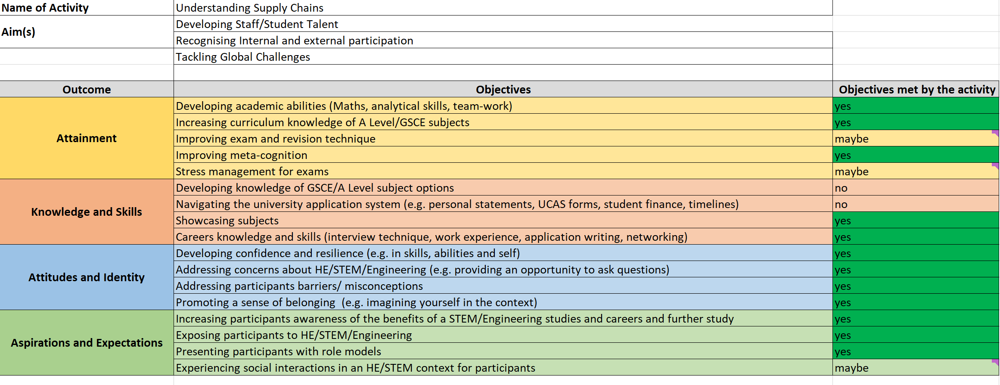 Name of Activity Understanding Supply Chains
Aim(s) Developing Staff/Student Talent
Recognising Internal and external participation
Tackling Global Challenges
Outcome Objectives Objectives met by the activity
Attainment
Developing academic abilities (Maths, analytical skills, team-work) yes
Increasing curriculum knowledge of A Level/GSCE subjects yes
Improving exam and revision technique maybe
Improving meta-cognition yes
Stress management for exams maybe
Knowledge and Skills
Developing knowledge of GSCE/A Level subject options no
Navigating the university application system (e.g. personal statements, UCAS forms, student finance, timelines) no
Showcasing subjects yes
Careers knowledge and skills (interview technique, work experience, application writing, networking) yes
Attitudes and Identity
Developing confidence and resilience (e.g. in skills, abilities and self) yes
Addressing concerns about HE/STEM/Engineering (e.g. providing an opportunity to ask questions) yes
Addressing participants barriers/ misconceptions yes
Promoting a sense of belonging  (e.g. imagining yourself in the context) yes
Aspirations and Expectations
Increasing participants awareness of the benefits of a STEM/Engineering studies and careers and further study yes
Exposing participants to HE/STEM/Engineering yes
Presenting participants with role models yes
Experiencing social interactions in an HE/STEM context for participants maybe